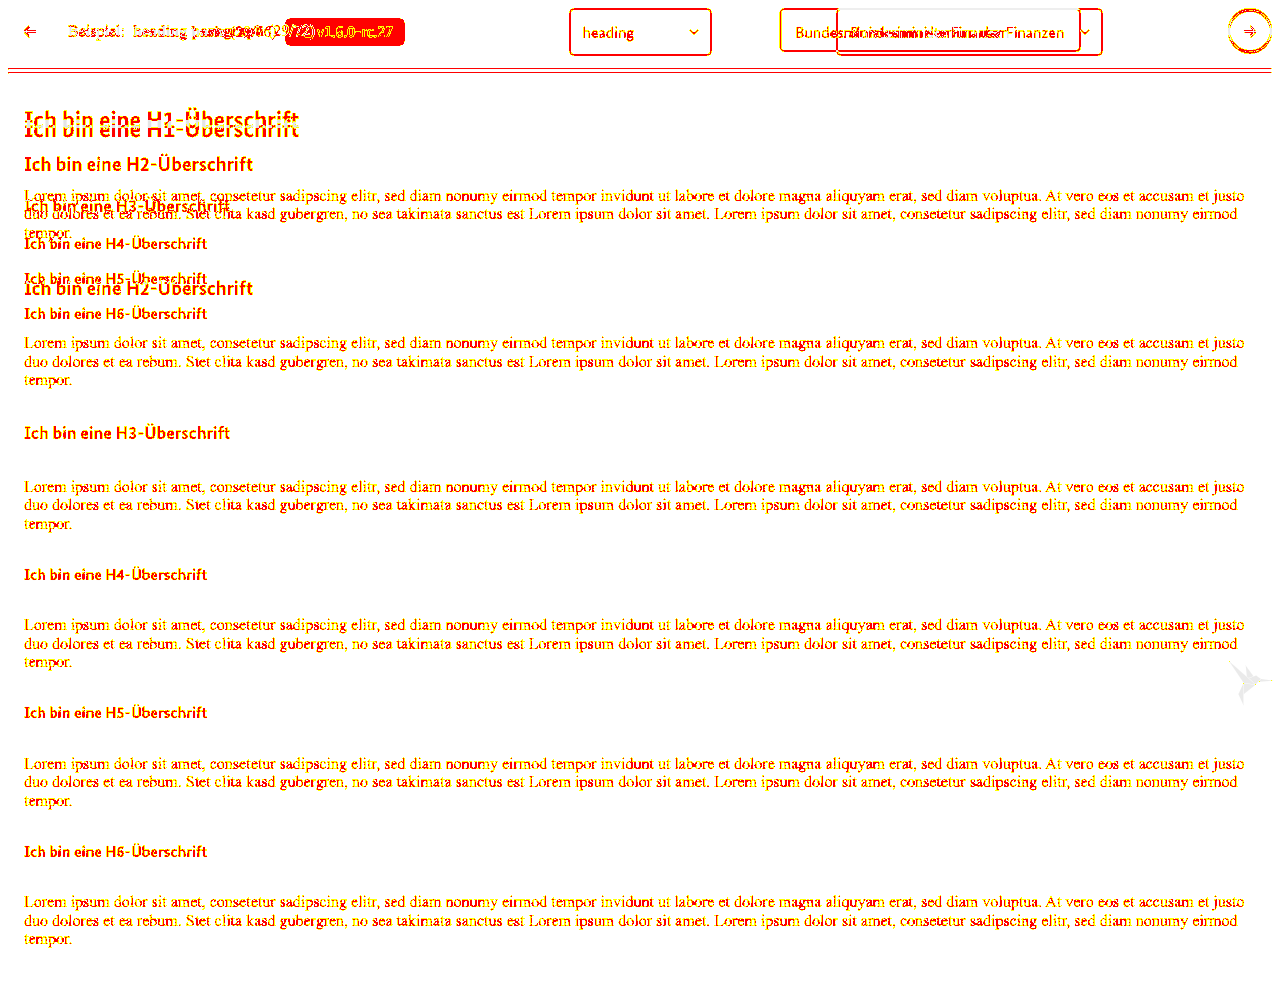 Beispiel: heading
v1.6.0-rc.27
heading
Ich bin eine H1-Überschrift
Ich bin eine H1-Überschrift
Ich bin eine H2-Überschrift
Lorem ipsum dolor sit amet, consetetur sadipscing elitr, sed diam nonumy eirmod tempor invidunt ut labore et dolore magna aliquyam erat, sed diam voluptua. At vero eos et accusam et justo
Ich bin eine H3-Überschrift
duo dolores et ea rebum. Stet clita kasd gubergren, no sea takimata sanctus est Lorem ipsum dolor sit amet. Lorem ipsum dolor sit amet, consetetur sadipscing elitr, sed diam nonumy eirmod
tempor.
Ich bin eine H4-Überschrift
Ich bin eine H5-Überschrift
Ich bin eine H2-Überschrift
Ich bin eine H6-Überschrift
Lorem ipsum dolor sit amet, consetetur sadipscing elitr, sed diam nonumy eirmod tempor invidunt ut labore et dolore magna aliquyam erat, sed diam voluptua. At vero eos et accusam et justo
duo dolores et ea rebum. Stet clita kasd gubergren, no sea takimata sanctus est Lorem ipsum dolor sit amet. Lorem ipsum dolor sit amet, consetetur sadipscing elitr, sed diam nonumy eirmod
tempor.
Ich bin eine H3-Überschrift
Lorem ipsum dolor sit amet, consetetur sadipscing elitr, sed diam nonumy eirmod tempor invidunt ut labore et dolore magna aliquyam erat, sed diam voluptua. At vero eos et accusam et justo
duo dolores et ea rebum. Stet clita kasd gubergren, no sea takimata sanctus est Lorem ipsum dolor sit amet. Lorem ipsum dolor sit amet, consetetur sadipscing elitr, sed diam nonumy eirmod
tempor.
Ich bin eine H4-Überschrift
Lorem ipsum dolor sit amet, consetetur sadipscing elitr, sed diam nonumy eirmod tempor invidunt ut labore et dolore magna aliquyam erat, sed diam voluptua. At vero eos et accusam et justo
duo dolores et ea rebum. Stet clita kasd gubergren, no sea takimata sanctus est Lorem ipsum dolor sit amet. Lorem ipsum dolor sit amet, consetetur sadipscing elitr, sed diam nonumy eirmod
tempor.
Ich bin eine H5-Überschrift
Lorem ipsum dolor sit amet, consetetur sadipscing elitr, sed diam nonumy eirmod tempor invidunt ut labore et dolore magna aliquyam erat, sed diam voluptua. At vero eos et accusam et justo
duo dolores et ea rebum. Stet clita kasd gubergren, no sea takimata sanctus est Lorem ipsum dolor sit amet. Lorem ipsum dolor sit amet, consetetur sadipscing elitr, sed diam nonumy eirmod
tempor.
Ich bin eine H6-Überschrift
Lorem ipsum dolor sit amet, consetetur sadipscing elitr, sed diam nonumy eirmod tempor invidunt ut labore et dolore magna aliquyam erat, sed diam voluptua. At vero eos et accusam et justo
duo dolores et ea rebum. Stet clita kasd gubergren, no sea takimata sanctus est Lorem ipsum dolor sit amet. Lorem ipsum dolor sit amet, consetetur sadipscing elitr, sed diam nonumy eirmod
tempor.